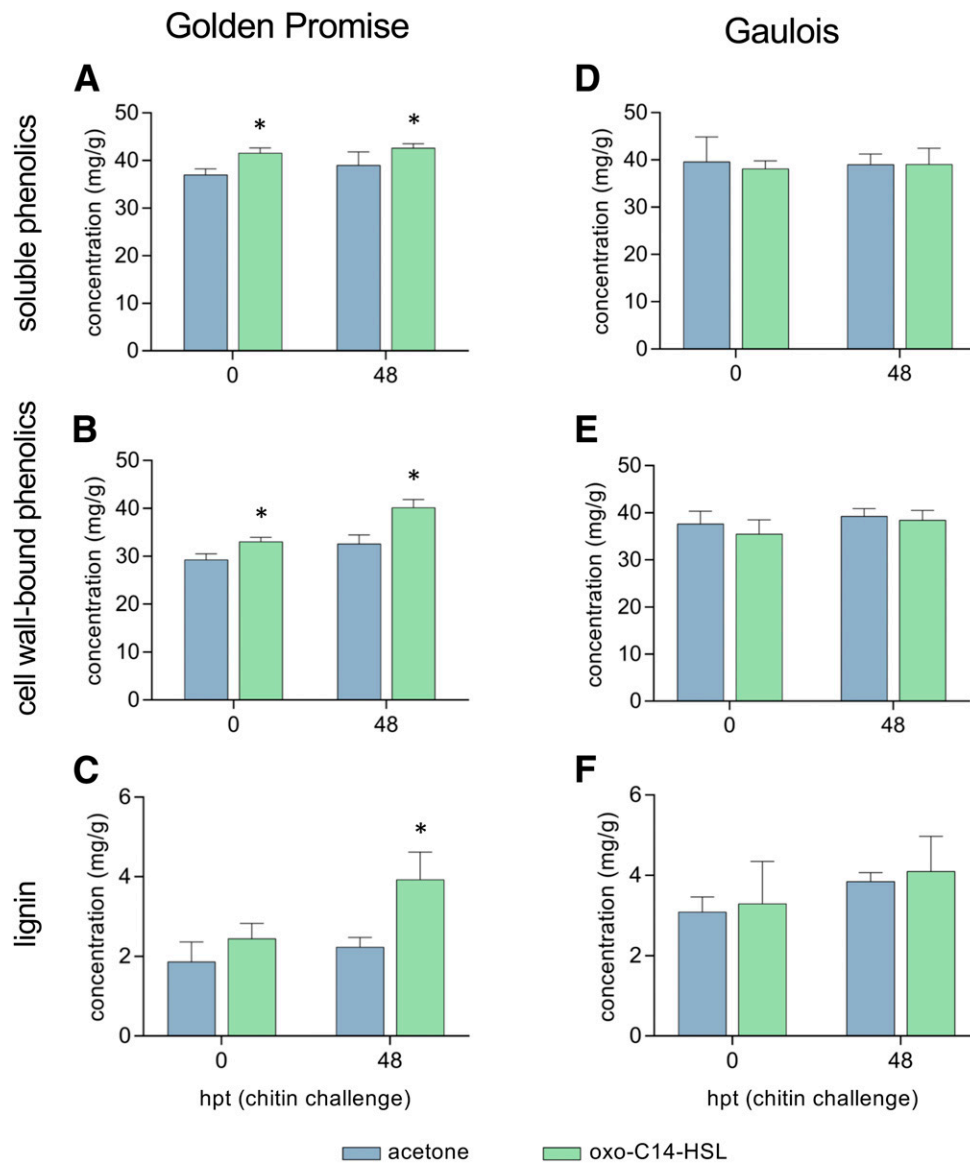 Golden Promise
Gaulois
soluble phenolics
A
concentration (mg/g)
50
40
30
20
10
0
* *
0 48
D
concentration (mg/g)
50
40
30
20
10
0
0 48
cell wall-bound phenolics
B
concentration (mg/g)
50
40
30
20
10
0
* *
0 48
E
concentration (mg/g)
50
40
30
20
10
0
0 48
lignin
C
concentration (mg/g)
6
4
2
0
*
0 48
hpt (chitin challenge)
F
concentration (mg/g)
6
4
2
0
0 48
hpt (chitin challenge)
acetone oxo-C14-HSL